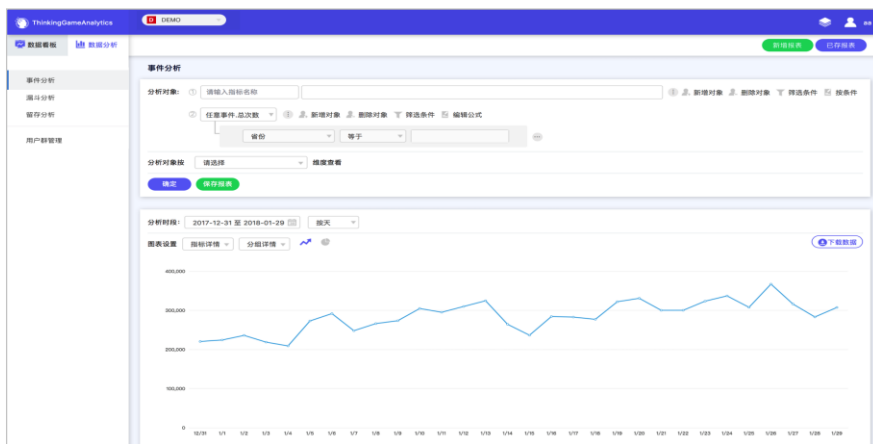 ThinkingGameAnalytics
D DEMO
数据看板 数据分析
新增报表 已存报表
事件分析
漏斗分析
留存分析
用户群管理
事件分析
分析对象: ① 请输入指标名称 新增对象 删除对象 筛选条件 按条件
② 任意事件.总次数 新增对象 删除对象 筛选条件 编辑公式
省份 等于
分析对象按 请选择 维度查看
确定 保存报表
分析时段: 2017-12-31 至 2018-01-29 按天
图表设置 指标详情 分组详情 下载数据
400,000
300,000
200,000
100,000
0
12/31 1/1 1/2 1/3 1/4 1/5 1/6 1/7 1/8 1/9 1/10 1/11 1/12 1/13 1/14 1/15 1/16 1/17 1/18 1/19 1/20 1/21 1/22 1/23 1/24 1/25 1/26 1/27 1/28 1/29